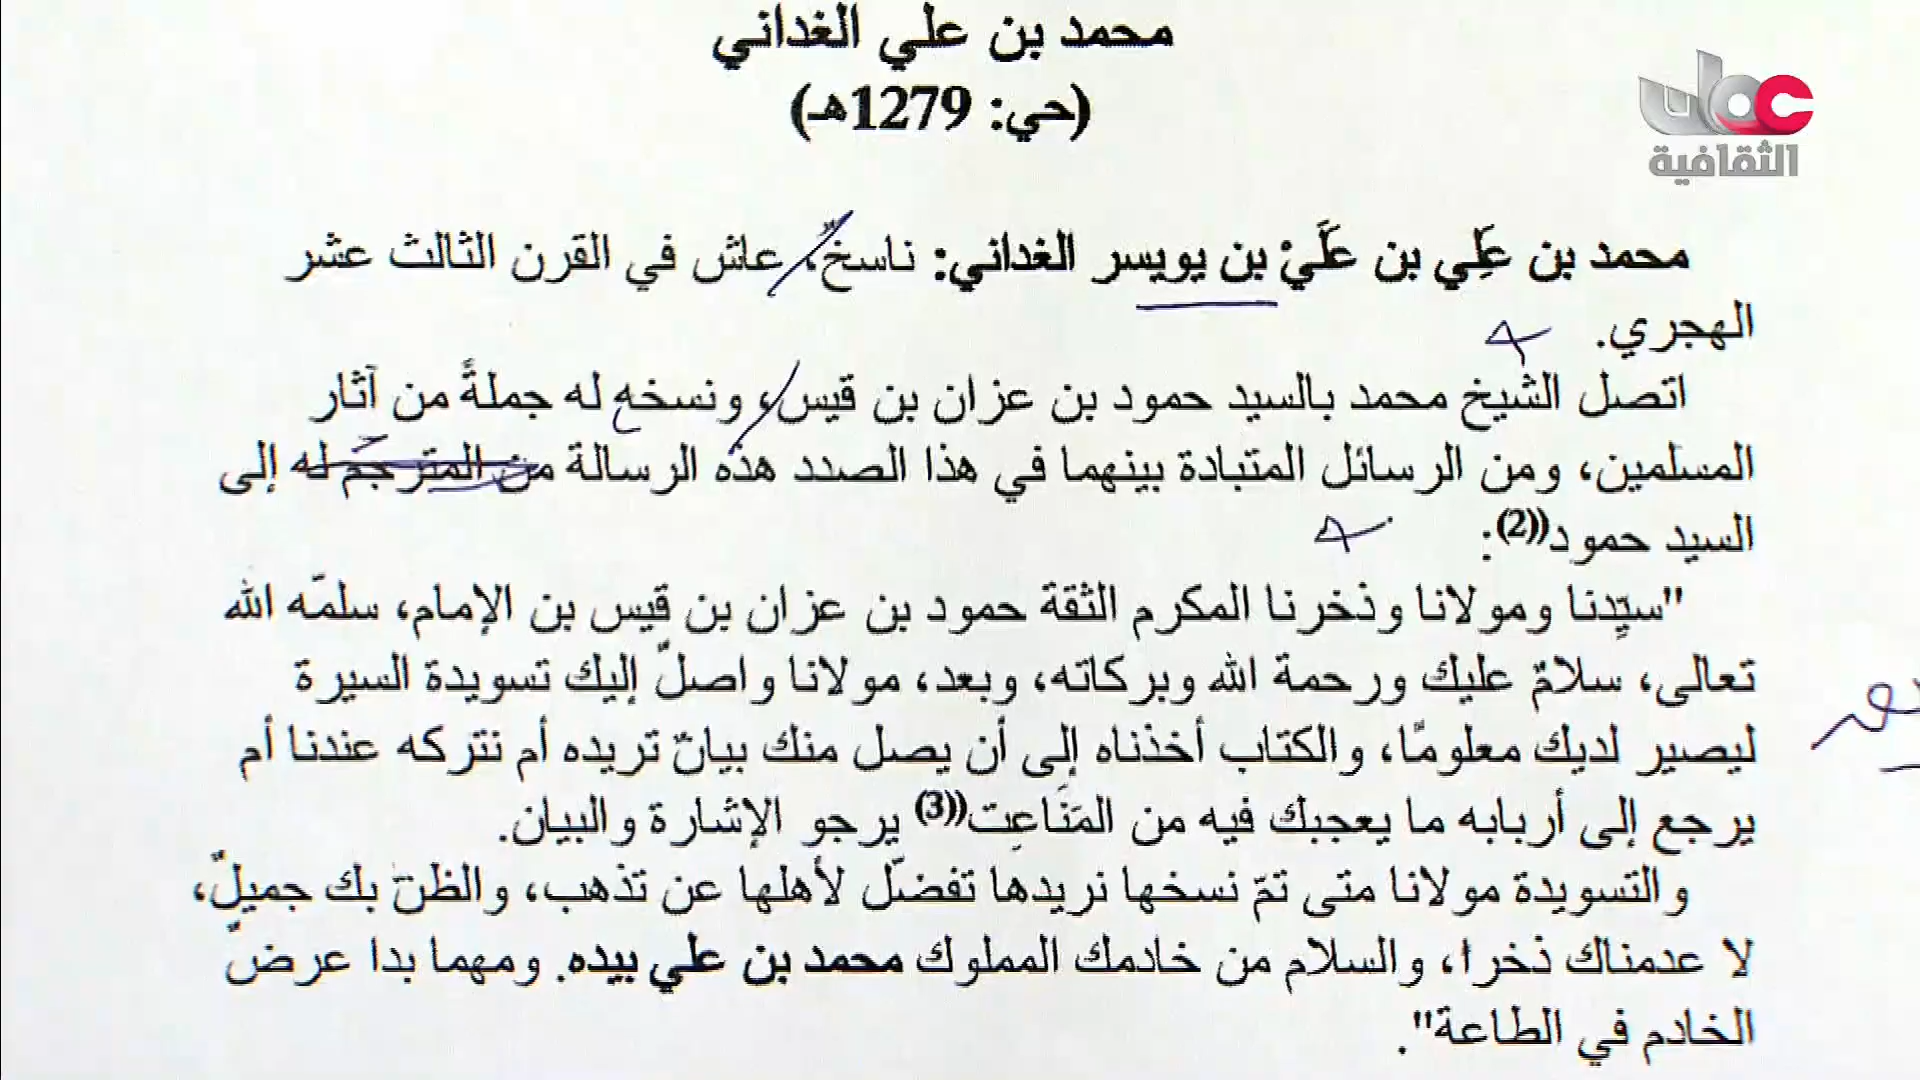 محمد بن علي الغداني
(حي: 1279هـ)
عمان
الثقافية
محمد بن عَلِي بن عَلَيْ بن يويسر الغداني: ناسخٌ، عاش في القرن الثالث عشر
الهجري.
اتصل الشيخ محمد بالسيد حمود بن عزان بن قيس، ونسخه له جملةً من آثار
المسلمين، ومن الرسائل المتبادة بينهما في هذا الصدد هذه الرسالة من المترجَم له إلى
السيد حمود((2):
"سيِّدنا ومولانا وذخرنا المكرم الثقة حمود بن عزان بن قيس بن الإمام، سلمّه الله
تعالى، سلامٌ عليك ورحمة الله وبركاته، وبعد، مولانا واصلٌ إليك تسويدة السيرة
ليصير لديك معلومًا، والكتاب أخذناه إلى أن يصل منك بيانٌ تريده أم نتركه عندنا أم
يرجع إلى أربابه ما يعجبك فيه من المَنَاعِت((3) يرجو الإشارة والبيان.
والتسويدة مولانا متى تمّ نسخها نريدها تفضّل لأهلها عن تذهب، والظن بك جميلٌ،
لا عدمناك ذخرا، والسلام من خادمك المملوك محمد بن علي بيده. ومهما بدا عرضٌ
الخادم في الطاعة".